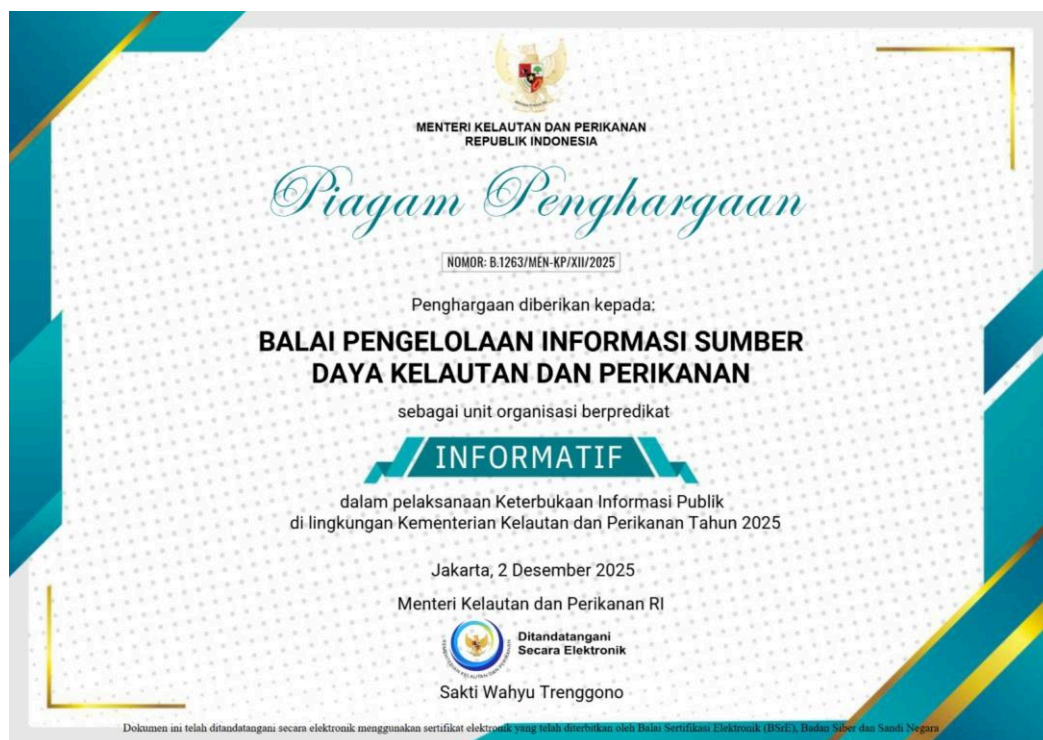 MENTERI KELAUTAN DAN PERIKANAN
REPUBLIK INDONESIA
Piagam Penghargaan
NOMOR: B.1263/MEN-KP/XII/2025
Penghargaan diberikan kepada:
BALAI PENGELOLAAN INFORMASI SUMBER
DAYA KELAUTAN DAN PERIKANAN
sebagai unit organisasi berpredikat
INFORMATIF
dalam pelaksanaan Keterbukaan Informasi Publik
di lingkungan Kementerian Kelautan dan Perikanan Tahun 2025
Jakarta, 2 Desember 2025
Menteri Kelautan dan Perikanan RI
KEMENTERIAN KELAUTAN DAN PERIKANAN
Ditandatangani
Secara Elektronik
Sakti Wahyu Trenggono
Dokumen ini telah ditandatangani secara elektronik menggunakan sertifikat elektronik yang telah diterbitkan oleh Balai Sertifikasi Elektronik (BSrE), Badan Siber dan Sandi Negara